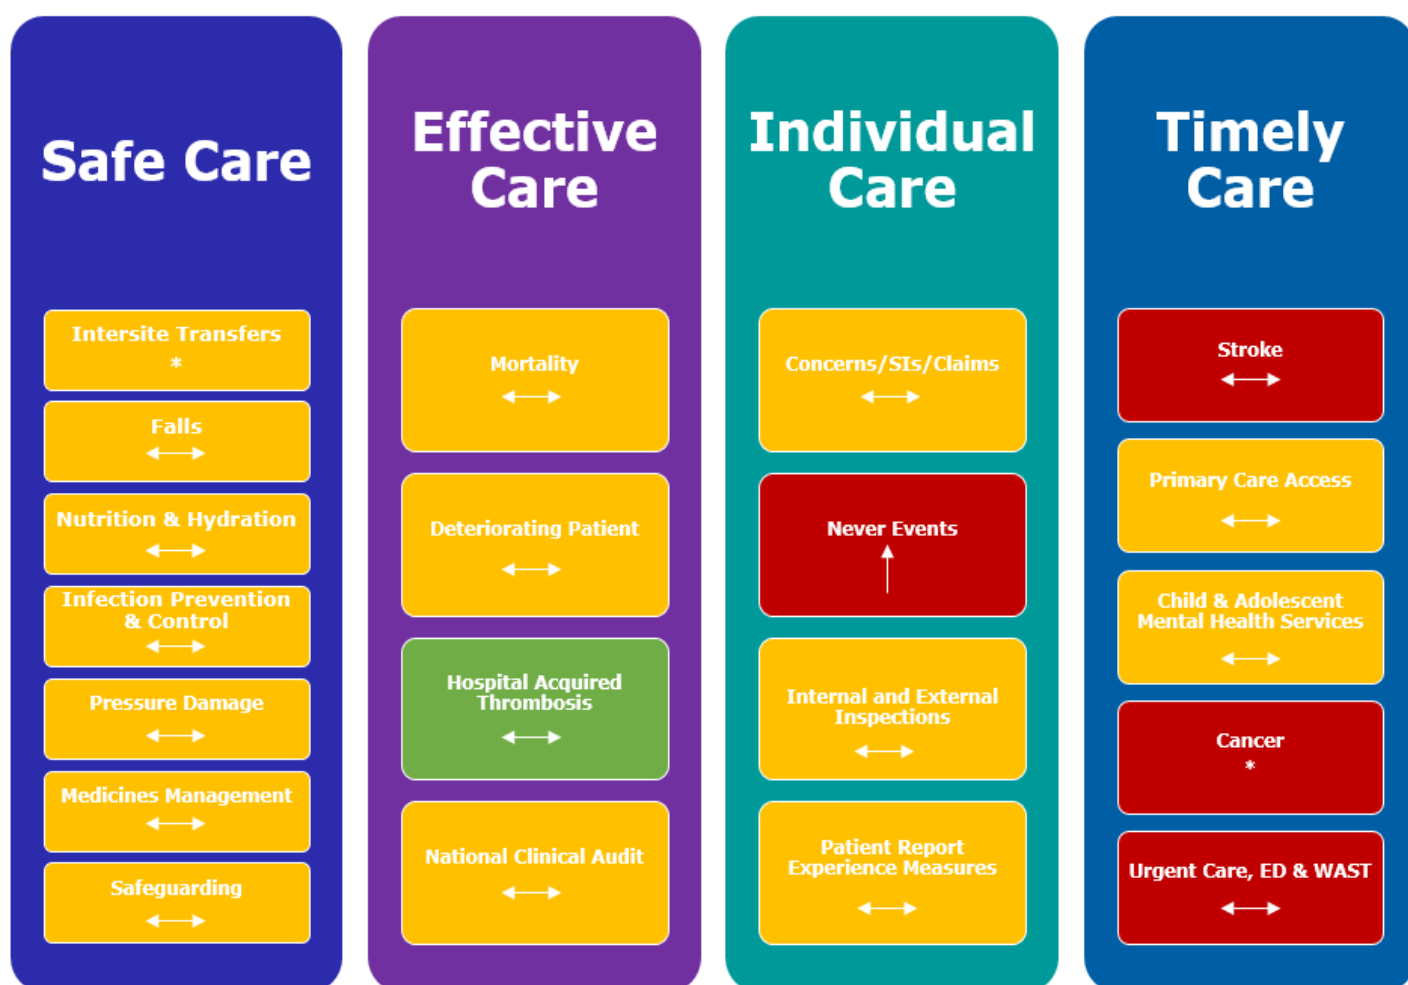 Safe Care
Intersite Transfers
*
Falls
Nutrition & Hydration
Infection Prevention
& Control
Pressure Damage
Medicines Management
Safeguarding
Effective
Care
Mortality
Deteriorating Patient
Hospital Acquired
Thrombosis
National Clinical Audit
Individual
Care
Concerns/SIs/Claims
Never Events
Internal and External
Inspections
Patient Report
Experience Measures
Timely
Care
Stroke
Primary Care Access
Child & Adolescent
Mental Health Services
Cancer
*
Urgent Care, ED & WAST